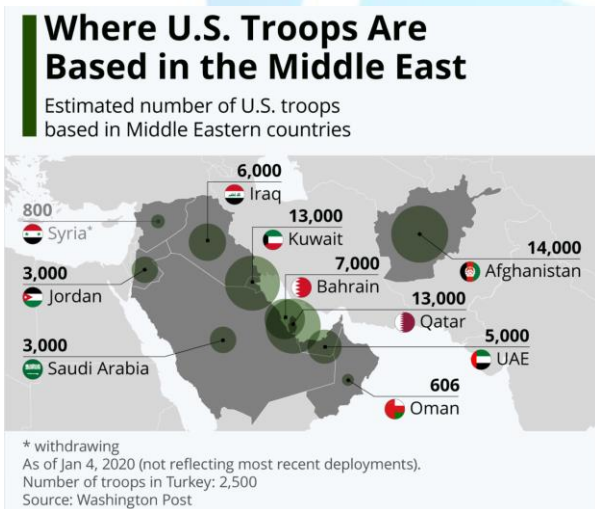 Where U.S. Troops Are
Based in the Middle East
Estimated number of U.S. troops
based in Middle Eastern countries
6,000
Iraq
800
Syria*
13,000
Kuwait
14,000
Afghanistan
3,000
Jordan
7,000
Bahrain
13,000
Qatar
3,000
Saudi Arabia
5,000
UAE
606
Oman
* withdrawing
As of Jan 4, 2020 (not reflecting most recent deployments).
Number of troops in Turkey: 2,500
Source: Washington Post